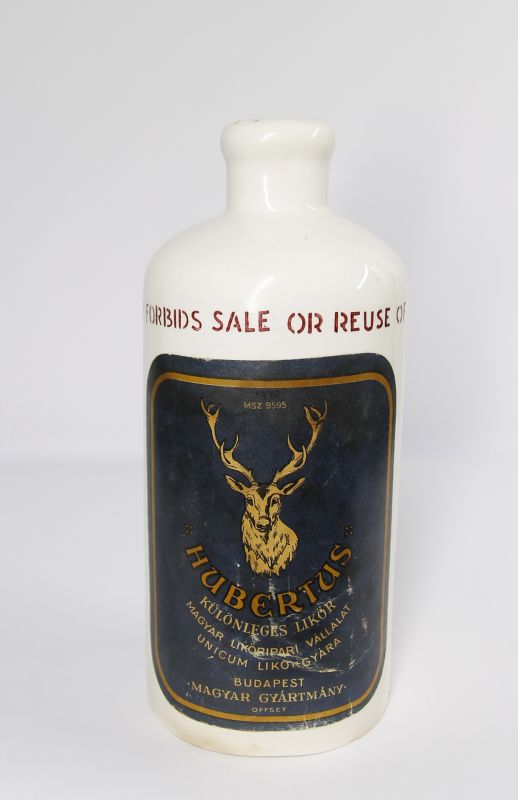 FORBIDS SALE OR REUSE OF
MSZ 9595
HUBERTUS
KÜLÖNLEGES LIKŐR
MAGYAR LIKŐRIPARI VÁLLALAT
UNICUM LIKŐRGYÁRA
BUDAPEST
·MAGYAR GYÁRTMÁNY·
OFFSET